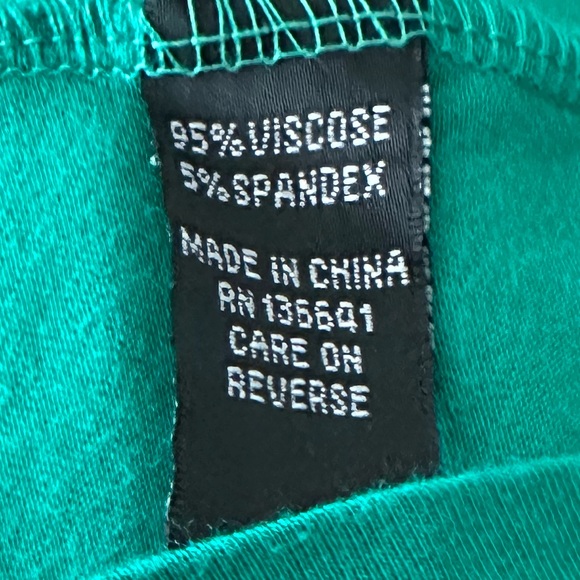 95% VISCOSE
5% SPANDEX
MADE IN CHINA
RN 136641
CARE ON
REVERSE